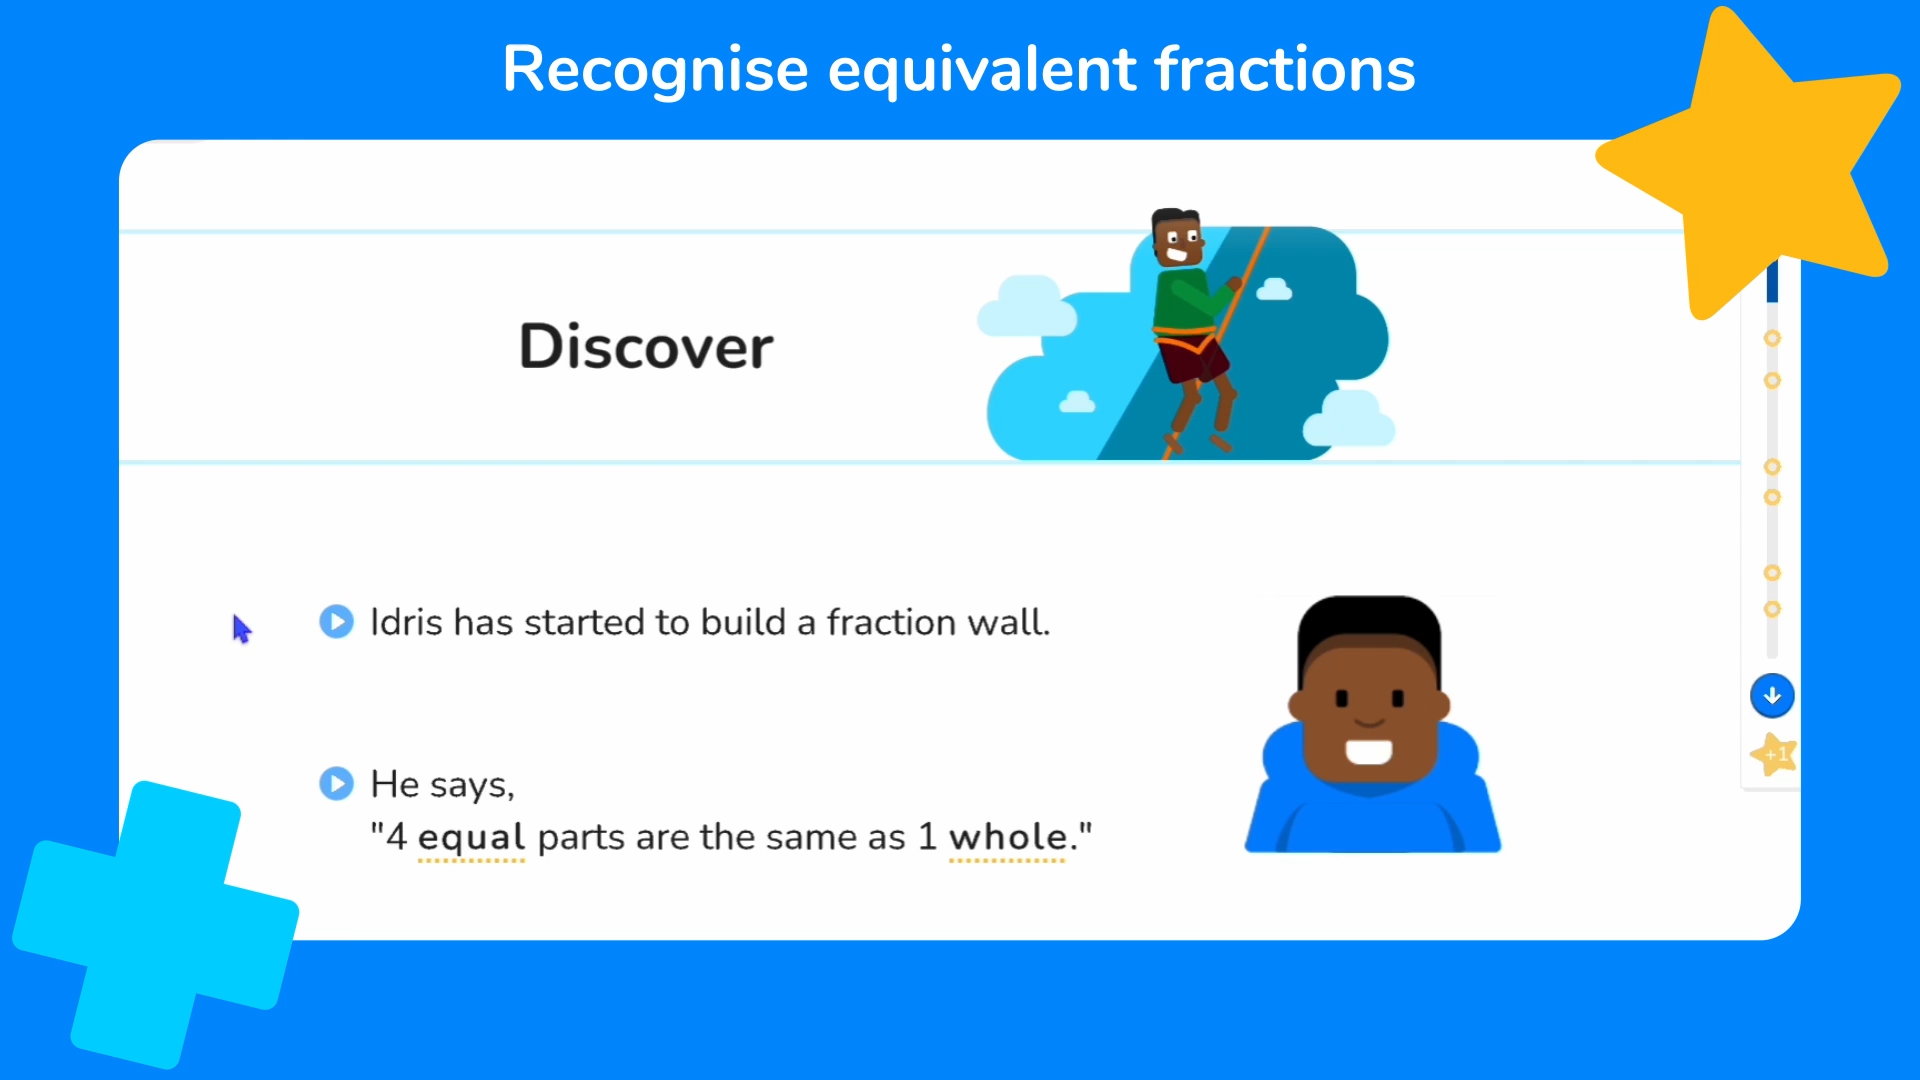 Recognise equivalent fractions
Discover
Idris has started to build a fraction wall.
He says,
"4 equal parts are the same as 1 whole."
+1